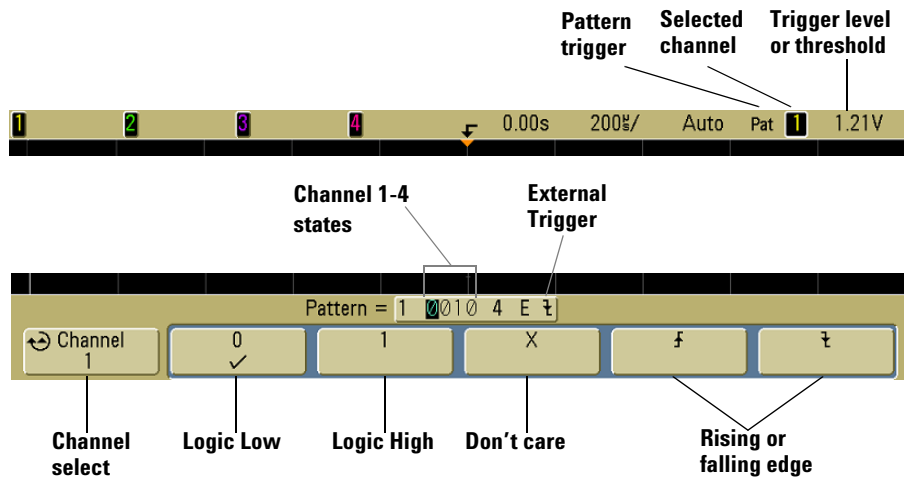 Pattern trigger
Selected channel
Trigger level or threshold
1 2 3 4 0.00s 200 / Auto Pat 1 1.21V
Channel 1-4 states
External Trigger
Pattern = 1 0010 4 E
Channel 1
0 ✓
1
X
Channel select
Logic Low
Logic High
Don't care
Rising or falling edge